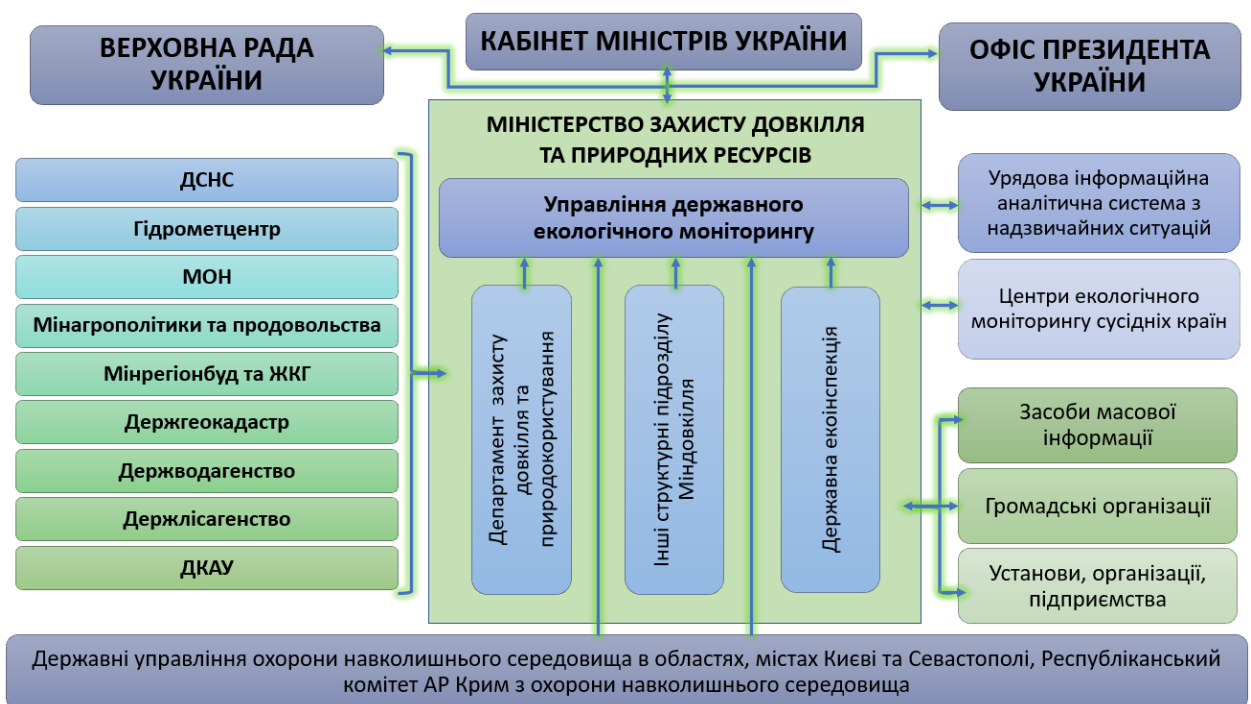 ВЕРХОВНА РАДА
УКРАЇНИ
КАБІНЕТ МІНІСТРІВ УКРАЇНИ
ОФІС ПРЕЗИДЕНТА
УКРАЇНИ
МІНІСТЕРСТВО ЗАХИСТУ ДОВКІЛЛЯ
ТА ПРИРОДНИХ РЕСУРСІВ
Управління державного
екологічного моніторингу
ДСНС
Гідрометцентр
МОН
Мінагрополітики та продовольства
Мінрегіонбуд та ЖКГ
Держгеокадастр
Держводагенство
Держлісагенство
ДКАУ
Департамент захисту
довкілля та
природокористування
Інші структурні підрозділу
Міндовкілля
Державна екоінспекція
Урядова інформаційна
аналітична система з
надзвичайних ситуацій
Центри екологічного
моніторингу сусідніх країн
Засоби масової
інформації
Громадські організації
Установи, організації,
підприємства
Державні управління охорони навколишнього середовища в областях, містах Києві та Севастополі, Республіканський
комітет АР Крим з охорони навколишнього середовища